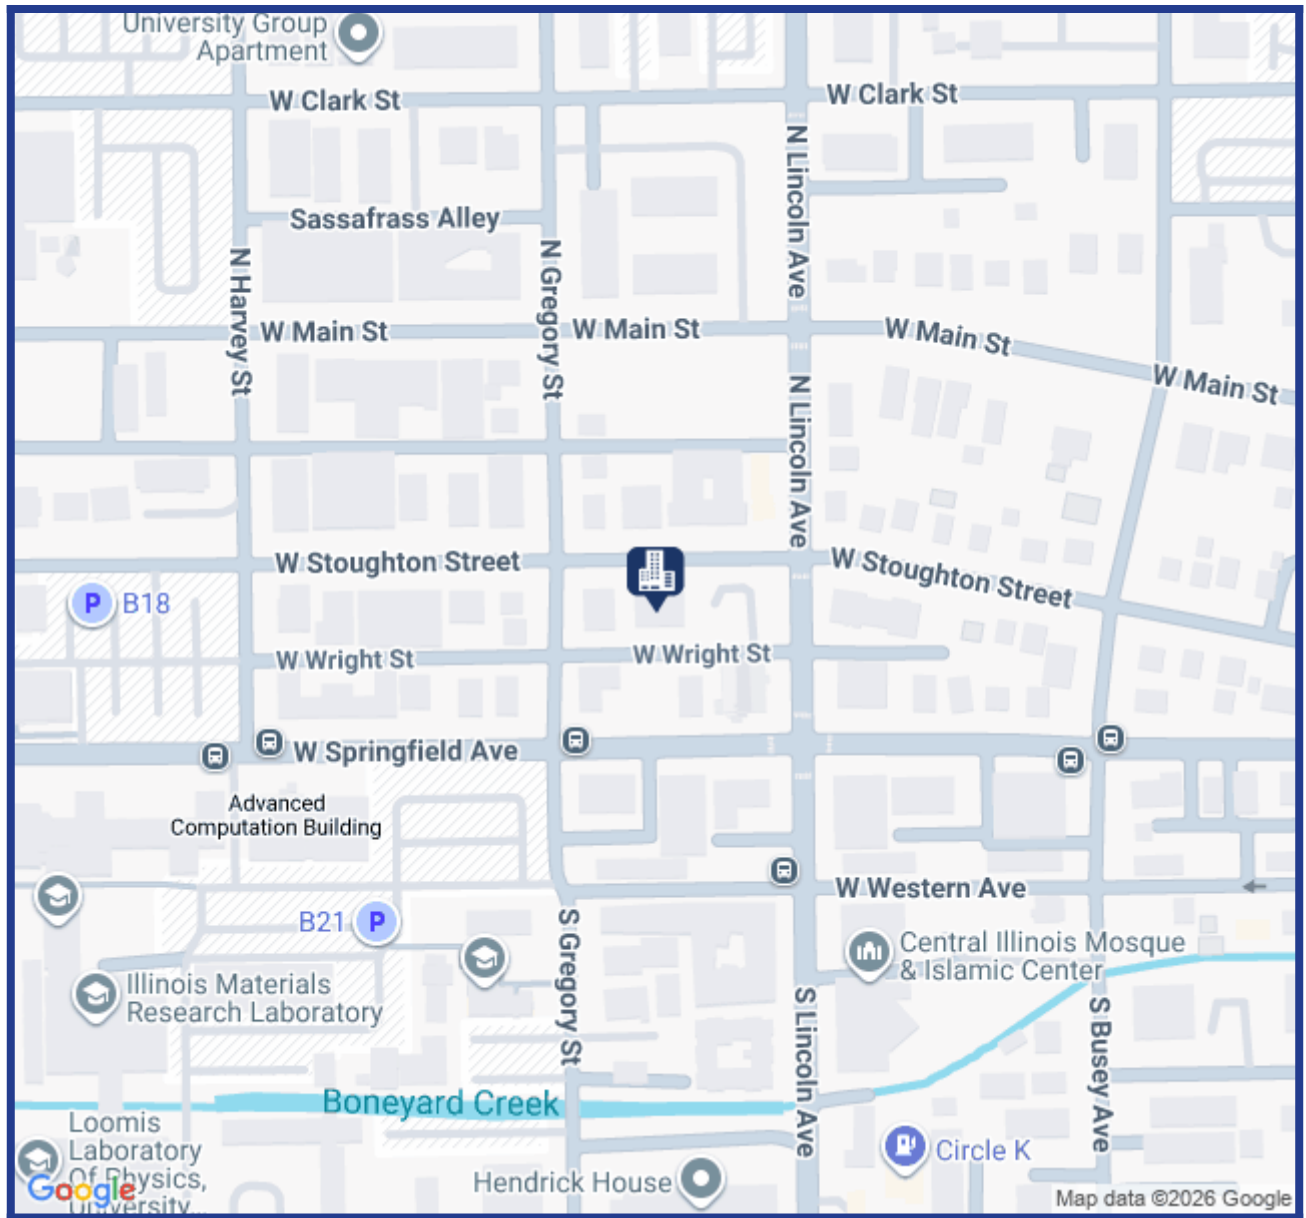 University Group
Apartment
W Clark St
W Clark St
N Lincoln Ave
Sassafrass Alley
N Harvey St
N Gregory St
W Main St
W Main St
W Main St
W Main St
N Lincoln Ave
W Stoughton Street
W Stoughton Street
P B18
W Wright St
W Wright St
W Springfield Ave
Advanced
Computation Building
W Western Ave
B21 P
S Gregory St
Central Illinois Mosque
& Islamic Center
Illinois Materials
Research Laboratory
S Lincoln Ave
S Busey Ave
Boneyard Creek
Loomis
Laboratory
Of Physics,
University...
Circle K
Hendrick House
Google
Map data ©2026 Google